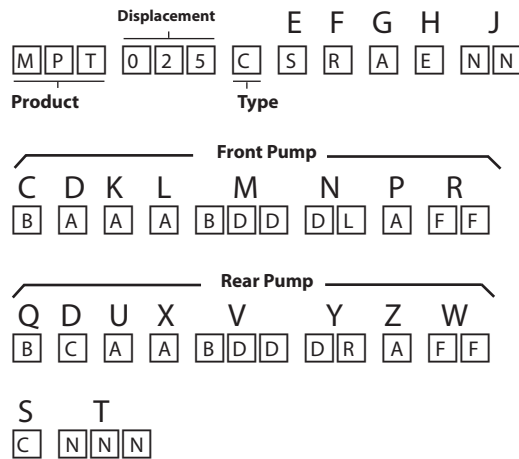 Displacement
E F G H J
M P T 0 2 5 C S R A E N N
Product Type
Front Pump
C D K L M N P R
B A A A B D D D L A F F
Rear Pump
Q D U X V Y Z W
B C A A B D D D R A F F
S T
C N N N